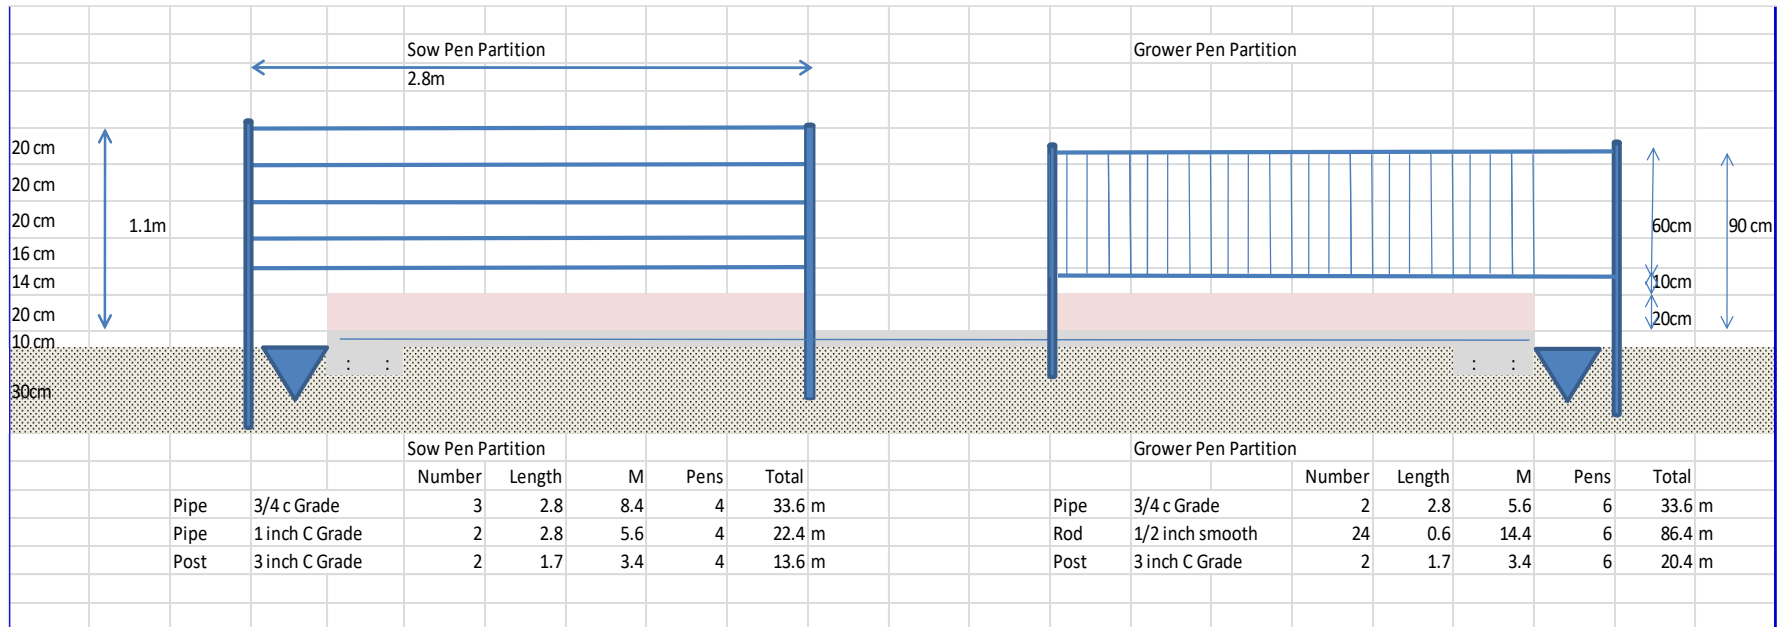 Sow Pen Partition Grower Pen Partition
2.8m
20 cm
20 cm
20 cm 1.1m 60cm 90 cm
16 cm
14 cm 10cm
20 cm 20cm
10 cm
: : : :
30cm
Sow Pen Partition Grower Pen Partition
Number Length M Pens Total Number Length M Pens Total
Pipe 3/4 c Grade 3 2.8 8.4 4 33.6 m Pipe 3/4 c Grade 2 2.8 5.6 6 33.6 m
Pipe 1 inch C Grade 2 2.8 5.6 4 22.4 m Rod 1/2 inch smooth 24 0.6 14.4 6 86.4 m
Post 3 inch C Grade 2 1.7 3.4 4 13.6 m Post 3 inch C Grade 2 1.7 3.4 6 20.4 m